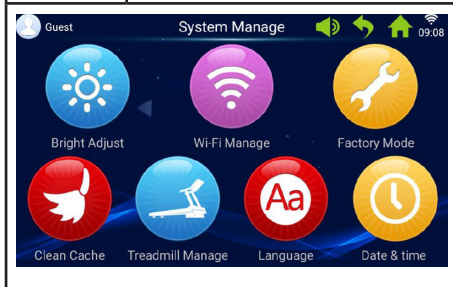 Guest System Manage 09:08
Bright Adjust Wi-Fi Manage Factory Mode
Aa
Clean Cache Treadmill Manage Language Date & time